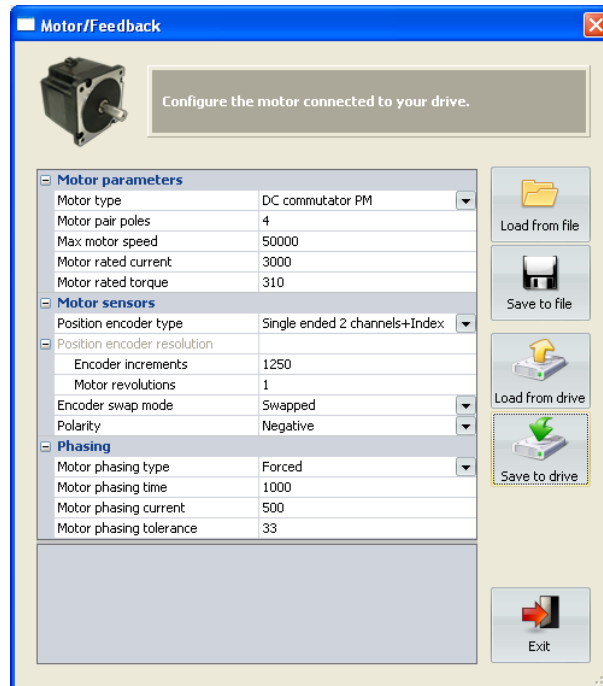 Motor/Feedback
Configure the motor connected to your drive.
Motor parameters
Motor type DC commutator PM
Motor pair poles 4
Max motor speed 50000
Motor rated current 3000
Motor rated torque 310
Motor sensors
Position encoder type Single ended 2 channels+Index
Position encoder resolution
Encoder increments 1250
Motor revolutions 1
Encoder swap mode Swapped
Polarity Negative
Phasing
Motor phasing type Forced
Motor phasing time 1000
Motor phasing current 500
Motor phasing tolerance 33
Load from file
Save to file
Load from drive
Save to drive
Exit